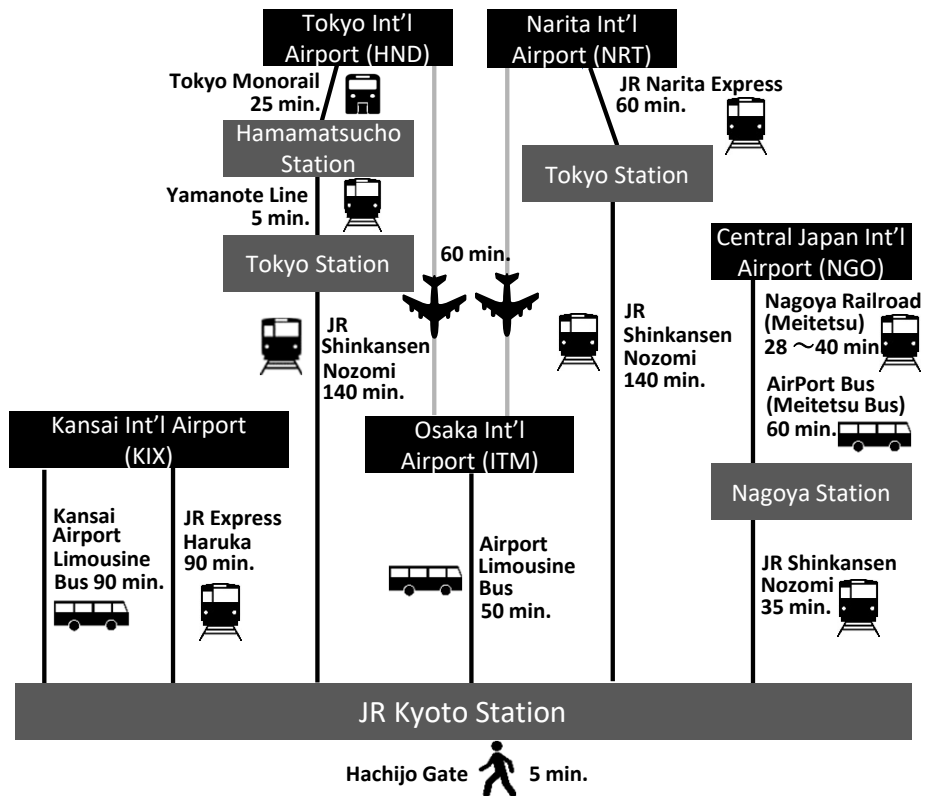 Tokyo Int'l
Airport (HND)
Narita Int'l
Airport (NRT)
Tokyo Monorail
25 min.
JR Narita Express
60 min.
Hamamatsucho
Station
Tokyo Station
Yamanote Line
5 min.
Tokyo Station
60 min.
Central Japan Int'l
Airport (NGO)
JR
Shinkansen
Nozomi
140 min.
JR
Shinkansen
Nozomi
140 min.
Nagoya Railroad
(Meitetsu)
28 ～40 min
AirPort Bus
(Meitetsu Bus)
60 min.
Kansai Int'l Airport
(KIX)
Osaka Int'l
Airport (ITM)
Nagoya Station
Kansai
Airport
Limousine
Bus 90 min.
JR Express
Haruka
90 min.
Airport
Limousine
Bus
50 min.
JR Shinkansen
Nozomi
35 min.
JR Kyoto Station
Hachijo Gate 5 min.